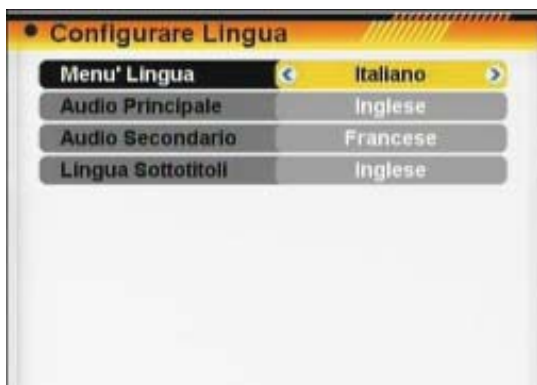 Configurare Lingua
Menu' Lingua Italiano
Audio Principale Inglese
Audio Secondario Francese
Lingua Sottotitoli Inglese